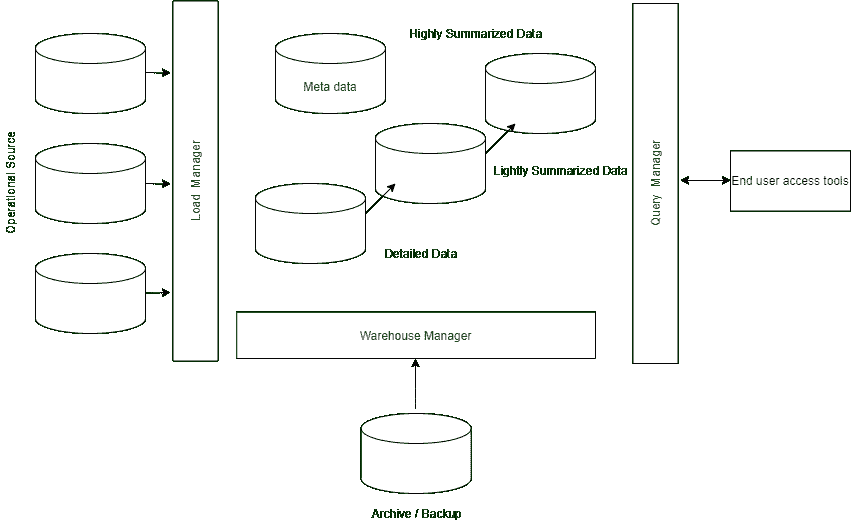 Operational Source
Load Manager
Meta data
Highly Summarized Data
Lightly Summarized Data
Detailed Data
Warehouse Manager
Archive / Backup
Query Manager
End user access tools